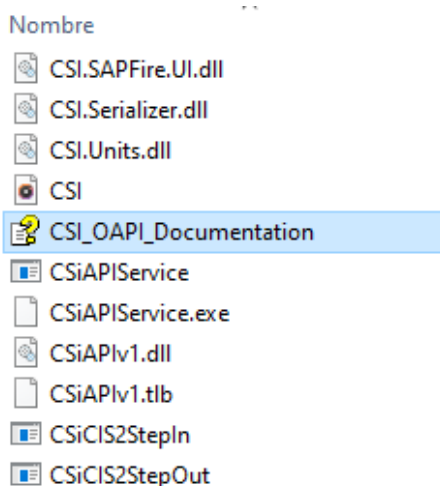 Nombre
CSI.SAPFire.UI.dll
CSI.Serializer.dll
CSI.Units.dll
CSI
CSI_OAPI_Documentation
CSiAPIService
CSiAPIService.exe
CSiAPIv1.dll
CSiAPIv1.tlb
CSiCIS2StepIn
CSiCIS2StepOut